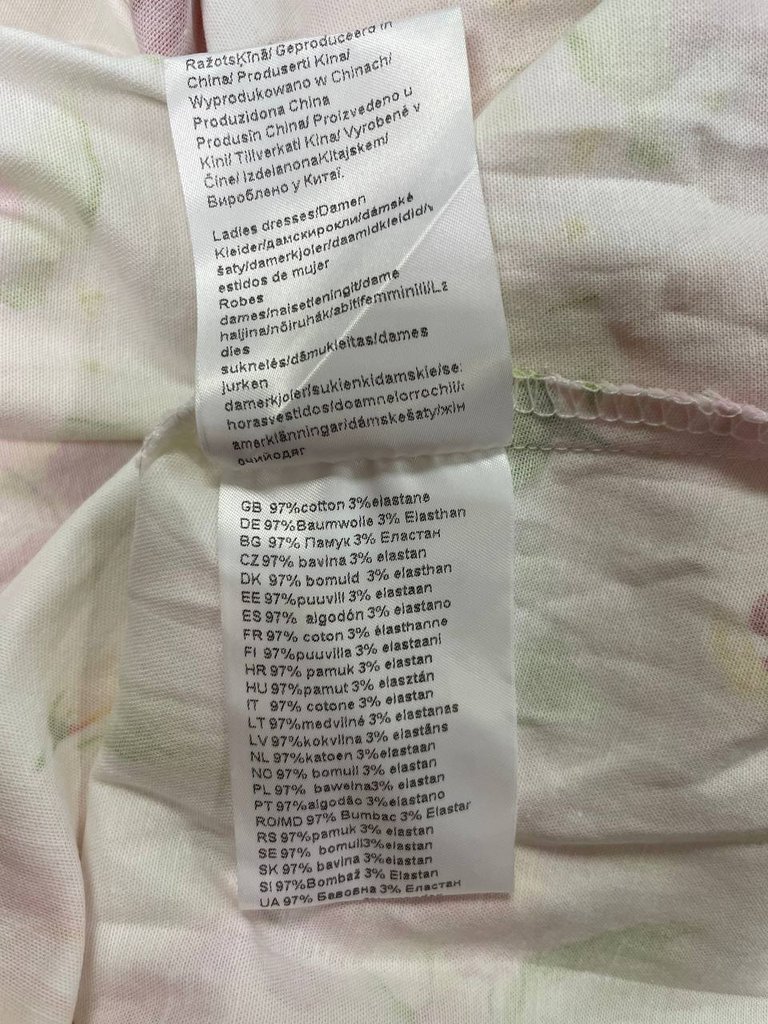 RažotsĶīnā/ Geproduceerd in
China/ Produserti Kina/
Wyprodukowano w Chinach/
Produzidona China
Produsîn China/ Proizvedeno u
Kini/ Tillverkati Kina/ Vyrobené v
Číne/ IzdelanonaKitajskem/
Вироблено у Китаї.
Ladies dresses/Damen
Kleider/дамскирокли/dámské
šaty/damerkjoler/daamidkleidid/v
estidos de mujer
Robes
dames/naisetleningit/dame
haljina/nőiruhák/abitifemminili/Lz
dies
suknelės/dāmukleitas/dames
jurken
damerkjoler/sukienkidamskie/se
horasvestidos/doamnelorrochii/
amerklänningar/dámskešaty/жін
очийодяг
GB 97%cotton 3%elastane
DE 97%Baumwolle 3% Elasthan
BG 97% Памук 3% Еластан
CZ 97% bavlna 3% elastan
DK 97% bomuld 3% elasthan
EE 97%puuvill 3% elastaan
ES 97% algodón 3% elastano
FR 97% coton 3% élasthanne
FI 97%puuvilla 3% elastaani
HR 97% pamuk 3% elastan
HU 97%pamut 3% elasztán
IT 97% cotone 3% elastan
LT 97%medvilnė 3% elastanas
LV 97%kokvilna 3% elastāns
NL 97%katoen 3%elastaan
NO 97% bomull 3% elastan
PL 97% bawełna3% elastan
PT 97%algodão 3%elastano
RO/MD 97% Bumbac 3% Elastar
RS 97%pamuk 3% elastan
SE 97% bomull3%elastan
SK 97% bavlna 3%elastan
SI 97%Bombaž 3% Elastan
UA 97% Бавовна 3% Еластан